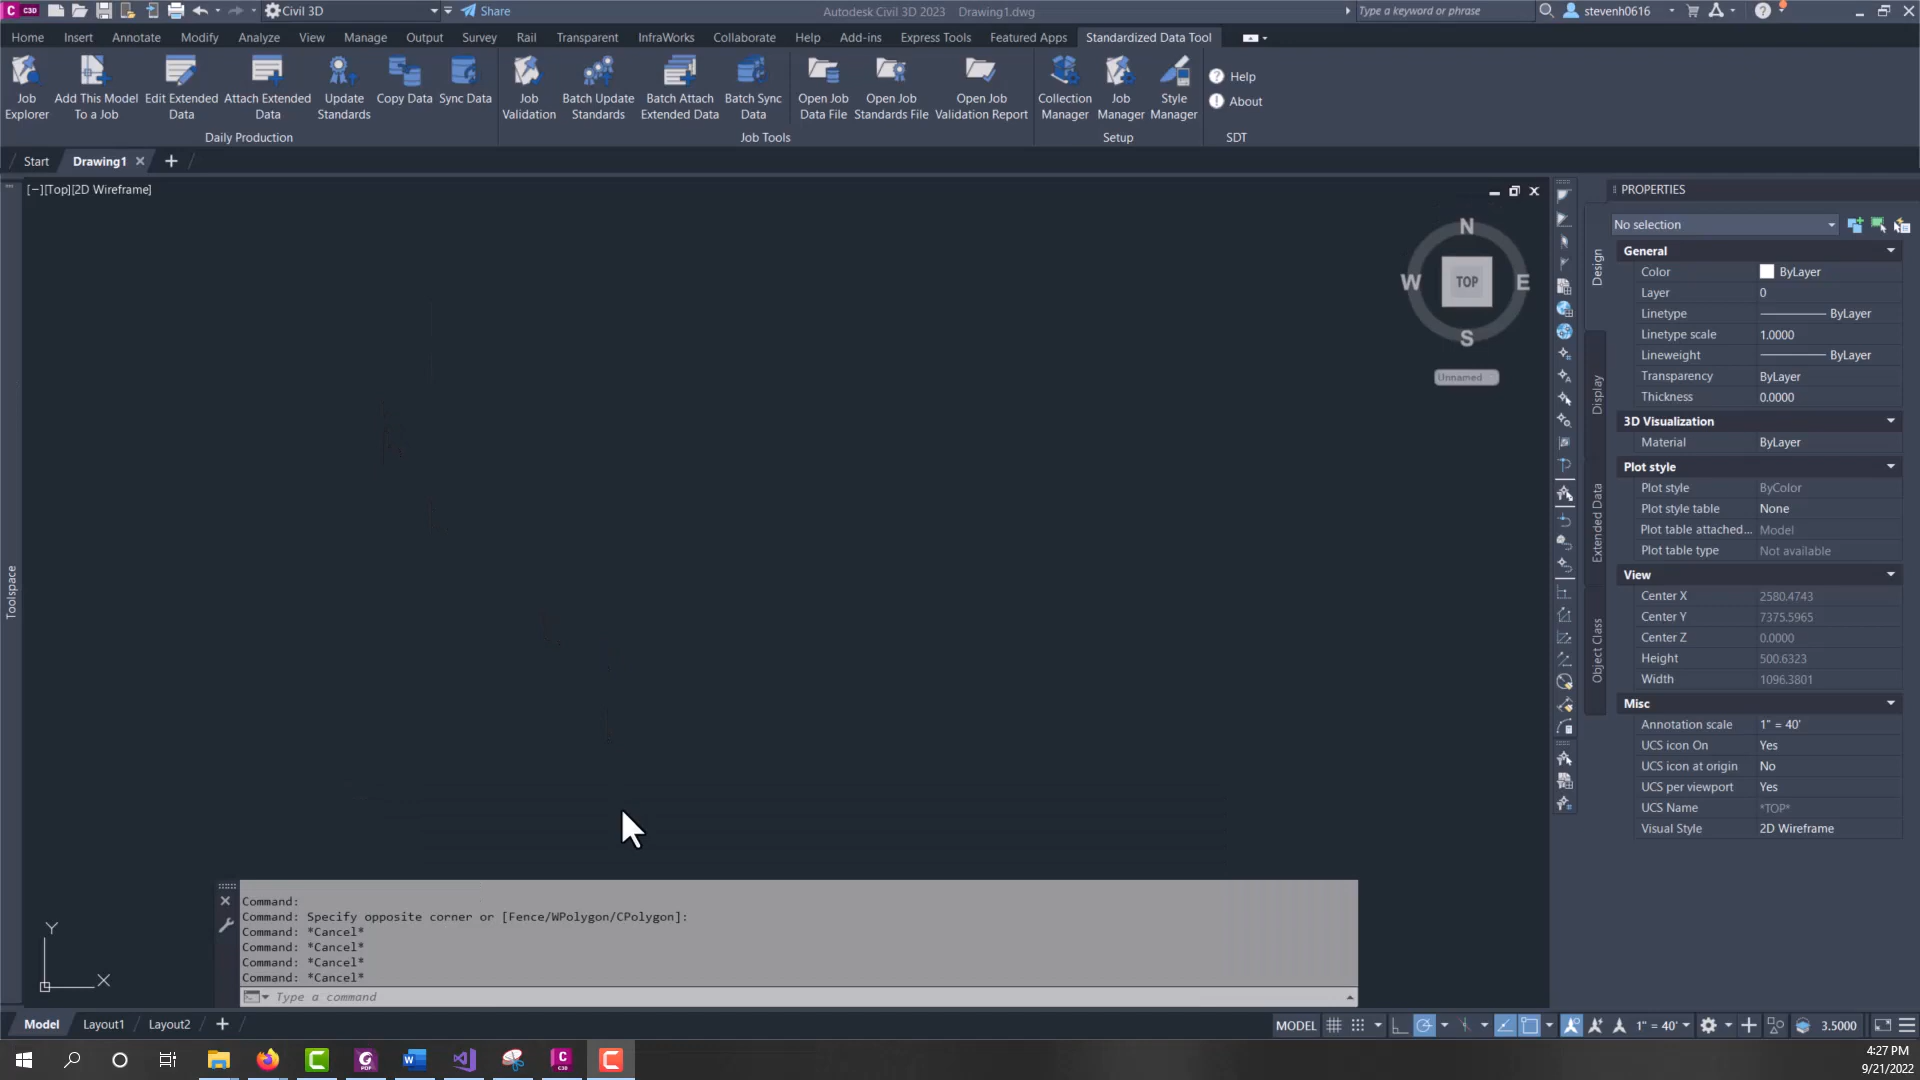 C C3D Civil 3D Share Autodesk Civil 3D 2023 Drawing1.dwg Type a keyword or phrase stevenh0616
Home Insert Annotate Modify Analyze View Manage Output Survey Rail Transparent InfraWorks Collaborate Help Add-ins Express Tools Featured Apps Standardized Data Tool
Job Explorer
Add This Model To a Job
Edit Extended Data
Attach Extended Data
Update Standards
Copy Data
Sync Data
Daily Production
Job Validation
Batch Update Standards
Batch Attach Extended Data
Batch Sync Data
Open Job Data File
Open Job Standards File
Open Job Validation Report
Job Tools
Collection Manager
Job Manager
Style Manager
Setup
Help
About
SDT
Start Drawing1
[−][Top][2D Wireframe]
N
W TOP E
S
Unnamed
Toolspace
PROPERTIES
No selection
Design
Display
Extended Data
Object Class
General
Color ByLayer
Layer 0
Linetype ByLayer
Linetype scale 1.0000
Lineweight ByLayer
Transparency ByLayer
Thickness 0.0000
3D Visualization
Material ByLayer
Plot style
Plot style ByColor
Plot style table None
Plot table attached... Model
Plot table type Not available
View
Center X 2580.4743
Center Y 7375.5965
Center Z 0.0000
Height 500.6323
Width 1096.3801
Misc
Annotation scale 1" = 40'
UCS icon On Yes
UCS icon at origin No
UCS per viewport Yes
UCS Name *TOP*
Visual Style 2D Wireframe
Command:
Command: Specify opposite corner or [Fence/WPolygon/CPolygon]:
Command: *Cancel*
Command: *Cancel*
Command: *Cancel*
Command: *Cancel*
Type a command
Y
X
Model Layout1 Layout2
MODEL 1" = 40' 3.5000
4:27 PM
9/21/2022